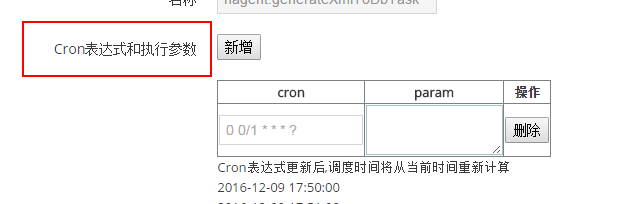 名称
Cron表达式和执行参数
新增
cron param 操作
0 0/1 * * * ? 删除
Cron表达式更新后,调度时间将从当前时间重新计算
2016-12-09 17:50:00